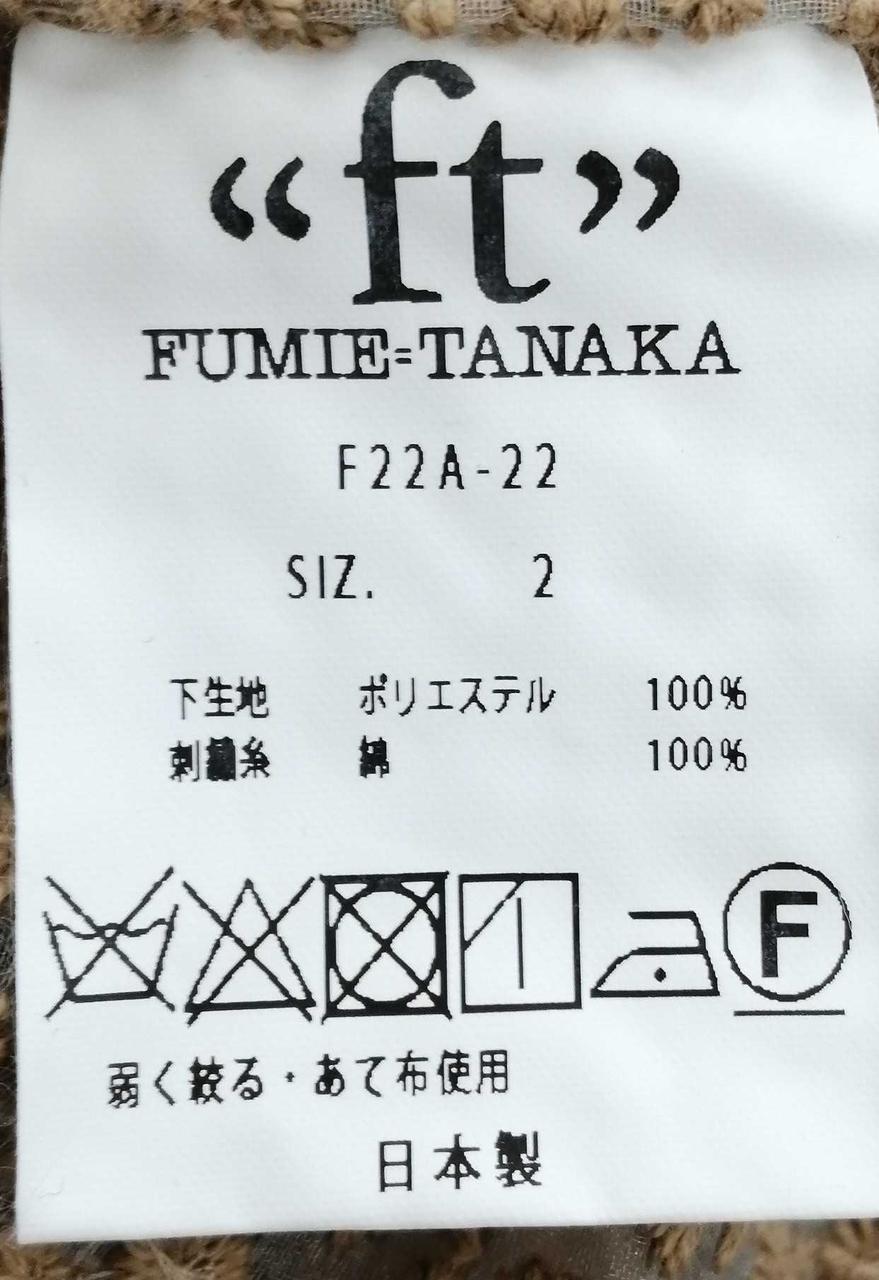 “ft”
FUMIE=TANAKA
F22A-22
SIZ. 2
下生地 ポリエステル 100%
刺繍糸 綿 100%
F
弱く絞る・あて布使用
日本製